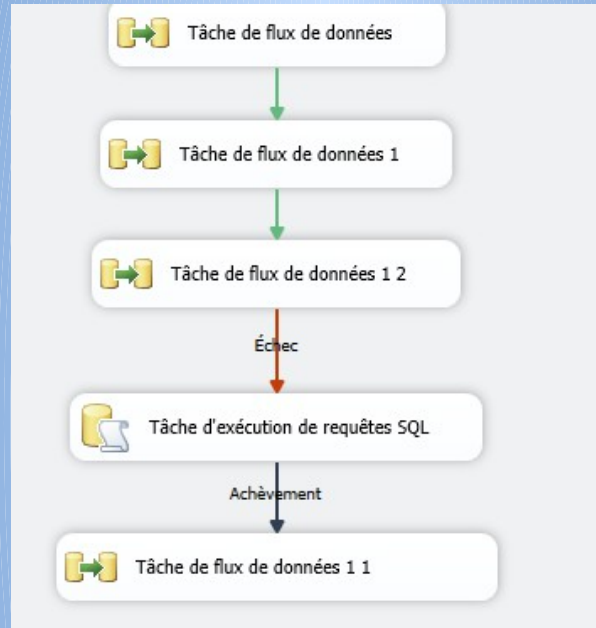 Tâche de flux de données
Tâche de flux de données 1
Tâche de flux de données 1 2
Échec
Tâche d'exécution de requêtes SQL
Achèvement
Tâche de flux de données 1 1